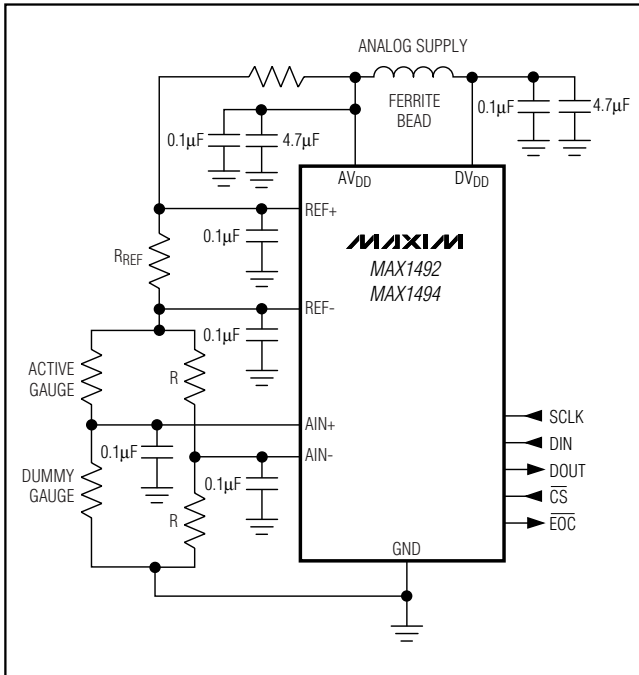 ANALOG SUPPLY
FERRITE
BEAD
0.1µF
4.7µF
0.1µF
4.7µF
AVDD
DVDD
REF+
0.1µF
RREF
MAXIM
MAX1492
MAX1494
REF-
0.1µF
ACTIVE
GAUGE
R
AIN+
0.1µF
AIN-
DUMMY
GAUGE
R
0.1µF
SCLK
DIN
DOUT
CS
EOC
GND